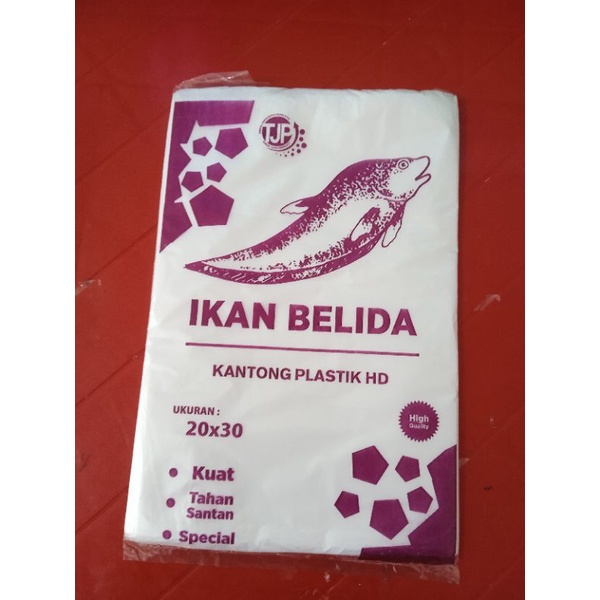 TJP
IKAN BELIDA
KANTONG PLASTIK HD
UKURAN :
20x30
High
Quality
• Kuat
• Tahan
Santan
• Special